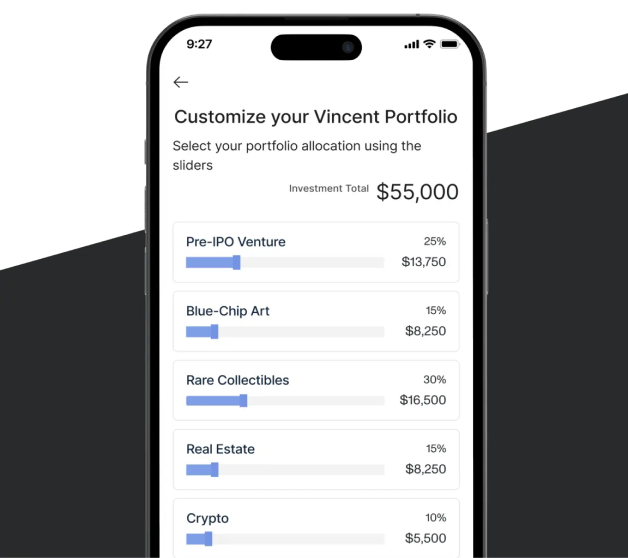 9:27
Customize your Vincent Portfolio
Select your portfolio allocation using the
sliders
Investment Total $55,000
Pre-IPO Venture 25%
$13,750
Blue-Chip Art 15%
$8,250
Rare Collectibles 30%
$16,500
Real Estate 15%
$8,250
Crypto 10%
$5,500